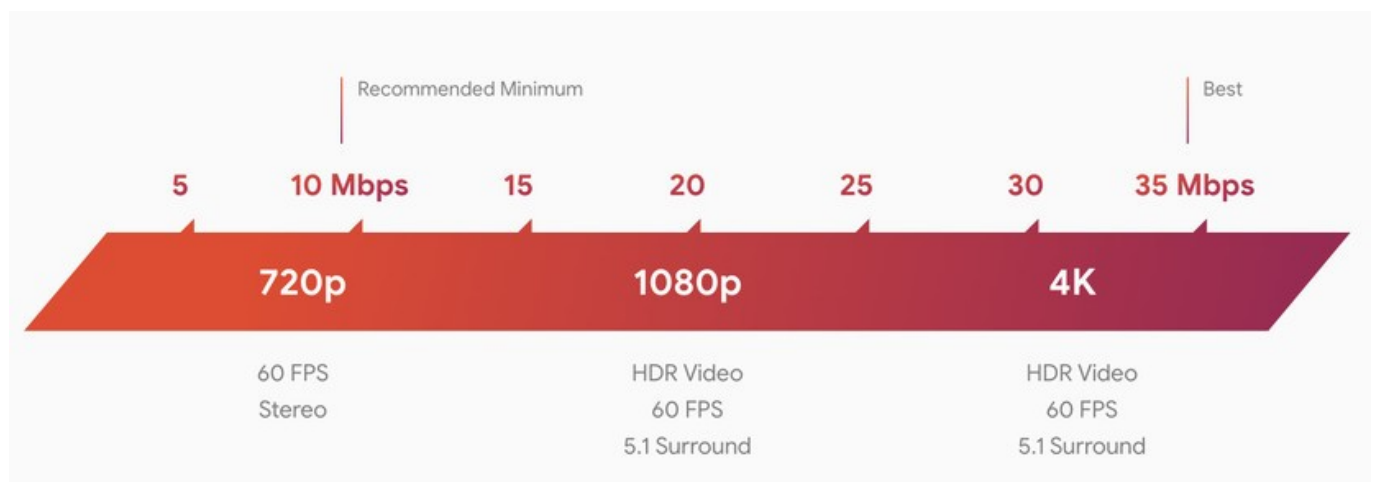 Recommended Minimum Best
5 10 Mbps 15 20 25 30 35 Mbps
720p 1080p 4K
60 FPS HDR Video HDR Video
Stereo 60 FPS 60 FPS
5.1 Surround 5.1 Surround